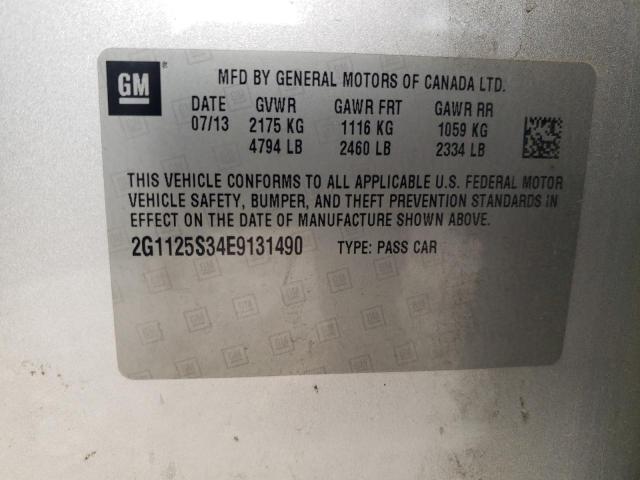 GM
MFD BY GENERAL MOTORS OF CANADA LTD.
DATE GVWR GAWR FRT GAWR RR
07/13 2175 KG 1116 KG 1059 KG
4794 LB 2460 LB 2334 LB
THIS VEHICLE CONFORMS TO ALL APPLICABLE U.S. FEDERAL MOTOR
VEHICLE SAFETY, BUMPER, AND THEFT PREVENTION STANDARDS IN
EFFECT ON THE DATE OF MANUFACTURE SHOWN ABOVE.
2G1125S34E9131490 TYPE: PASS CAR